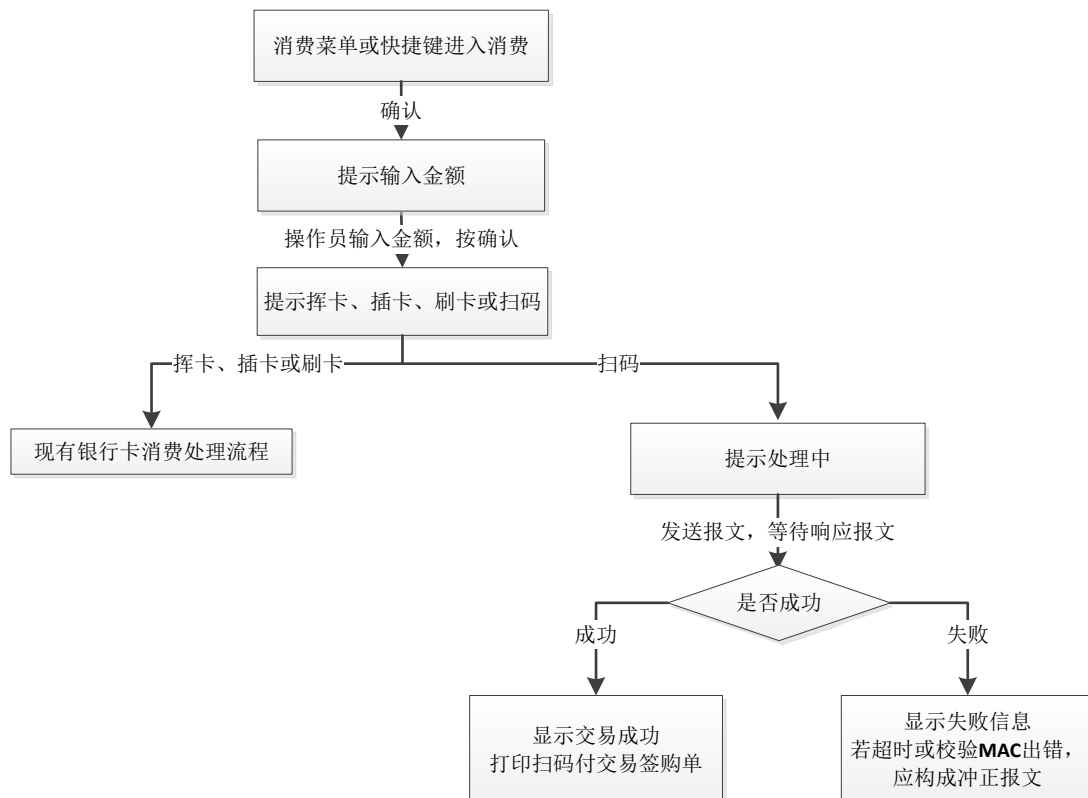 消费菜单或快捷键进入消费
确认
提示输入金额
操作员输入金额，按确认
提示挥卡、插卡、刷卡或扫码
挥卡、插卡或刷卡
扫码
现有银行卡消费处理流程
提示处理中
发送报文，等待响应报文
是否成功
成功
失败
显示交易成功
打印扫码付交易签购单
显示失败信息
若超时或校验MAC出错，
应构成冲正报文